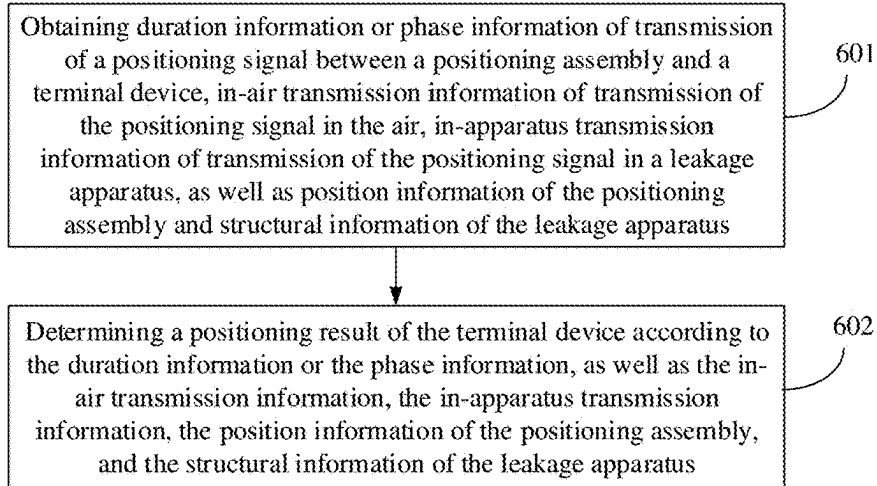 Obtaining duration information or phase information of transmission
of a positioning signal between a positioning assembly and a
terminal device, in-air transmission information of transmission of
the positioning signal in the air, in-apparatus transmission
information of transmission of the positioning signal in a leakage
apparatus, as well as position information of the positioning
assembly and structural information of the leakage apparatus
601
Determining a positioning result of the terminal device according to
the duration information or the phase information, as well as the in-
air transmission information, the in-apparatus transmission
information, the position information of the positioning assembly,
and the structural information of the leakage apparatus
602